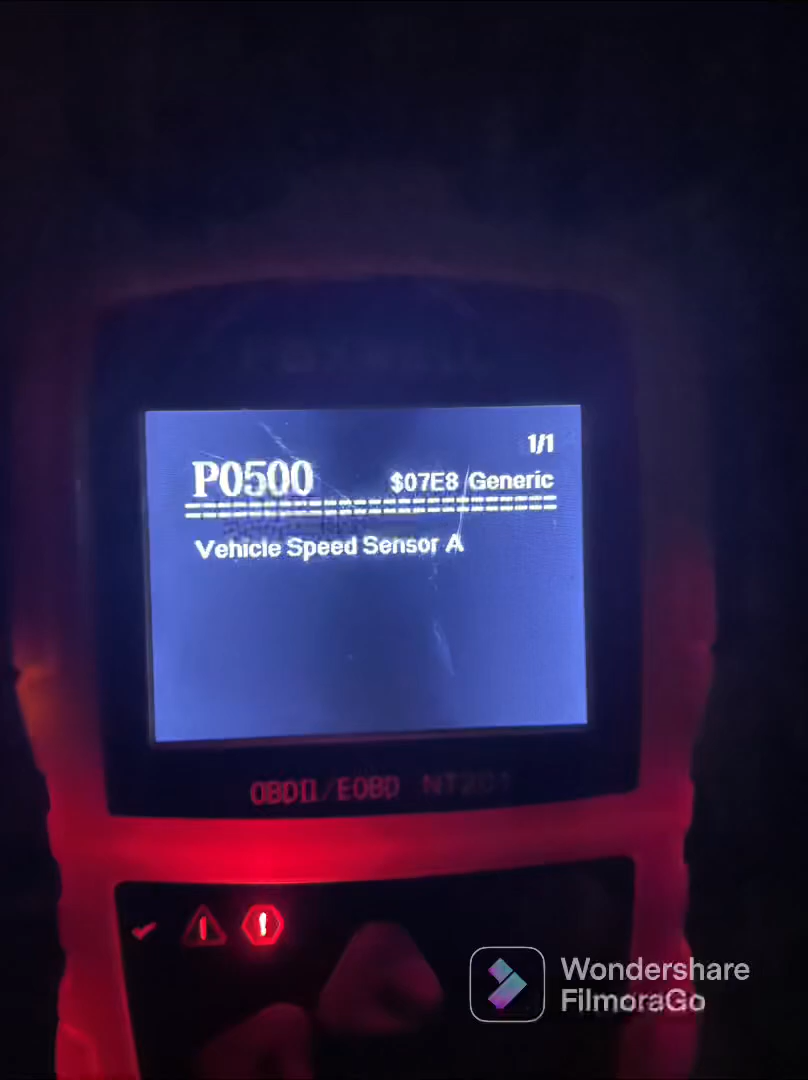 1/1
P0500 $07E8 Generic
Vehicle Speed Sensor A
OBDII/EOBD NT201
Wondershare
FilmoraGo